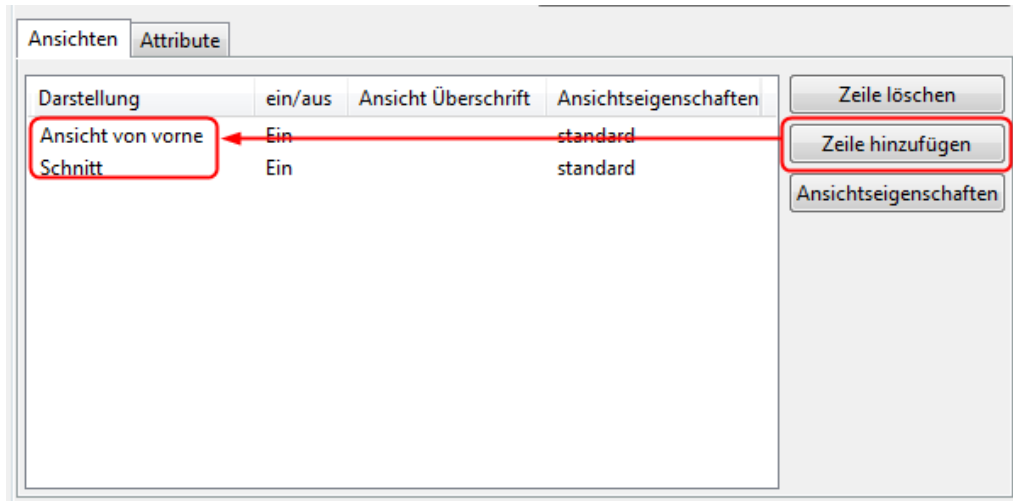 Ansichten Attribute
Darstellung ein/aus Ansicht Überschrift Ansichtseigenschaften Zeile löschen
Ansicht von vorne Ein standard Zeile hinzufügen
Schnitt Ein standard
Ansichtseigenschaften